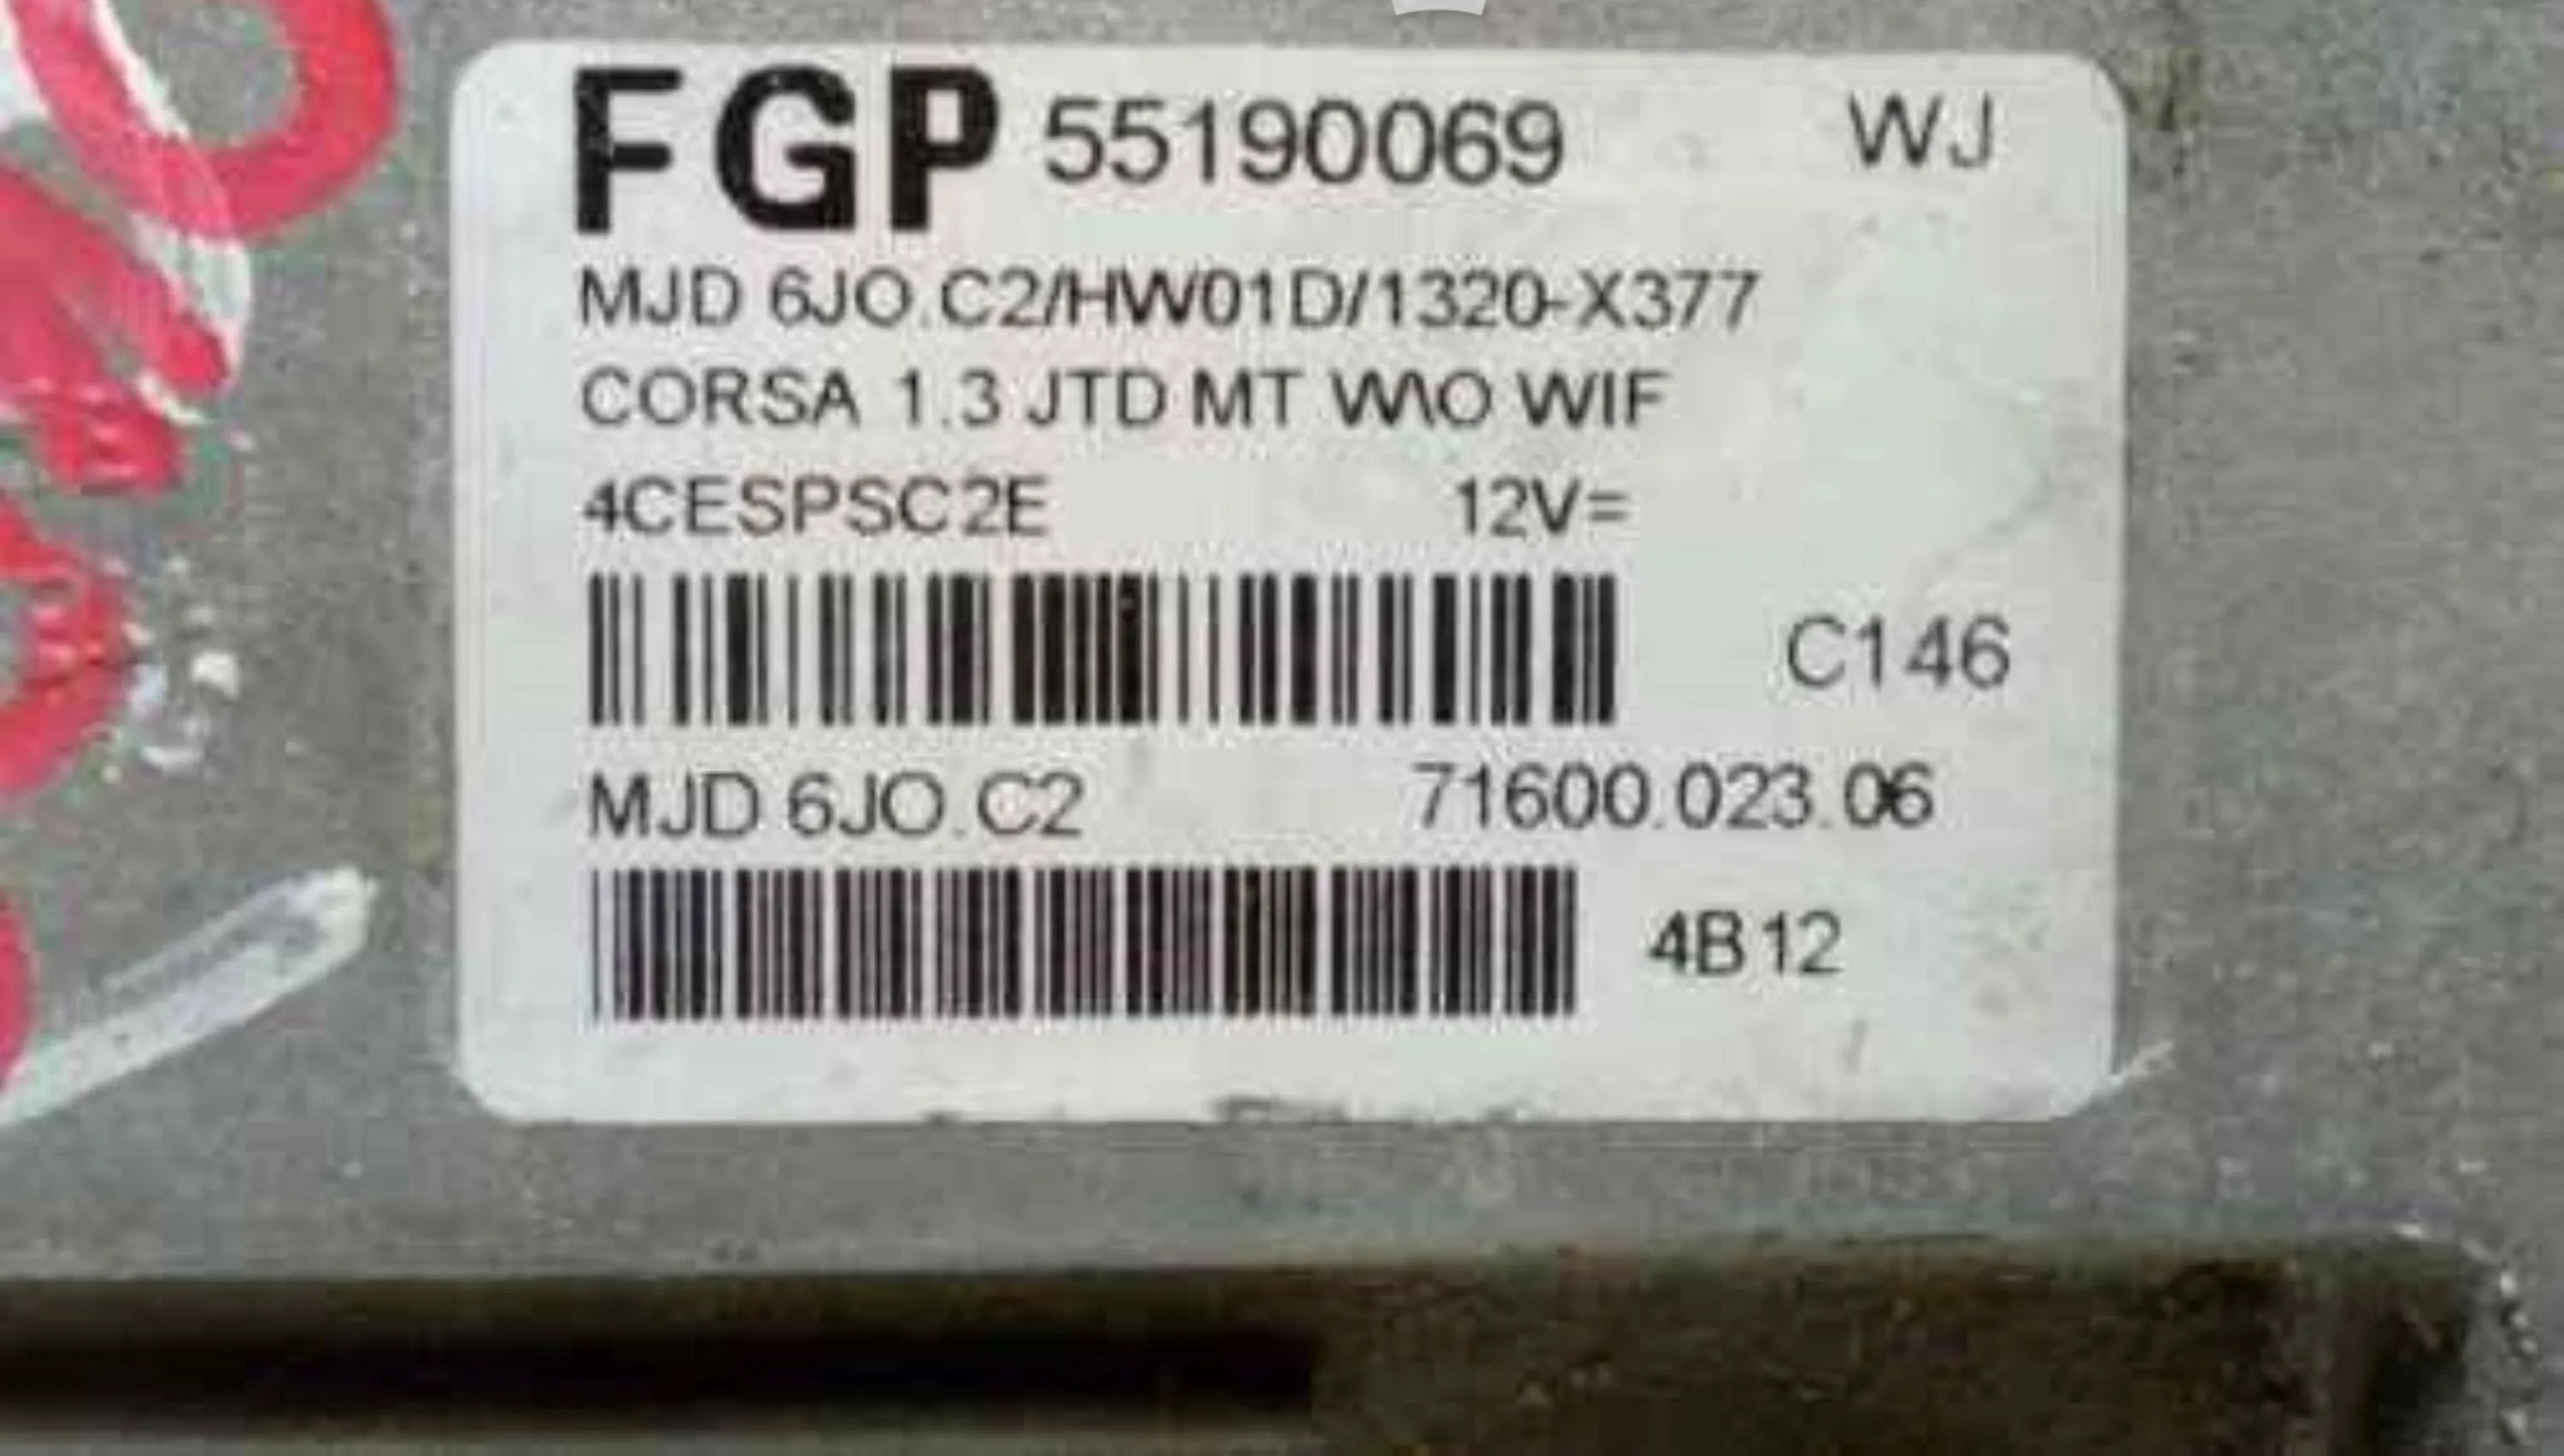 FGP 55190069 WJ
MJD 6JO.C2/HW01D/1320-X377
CORSA 1.3 JTD MT W\O WIF
4CESPSC2E 12V=
C146
MJD 6JO.C2 71600.023.06
4B12